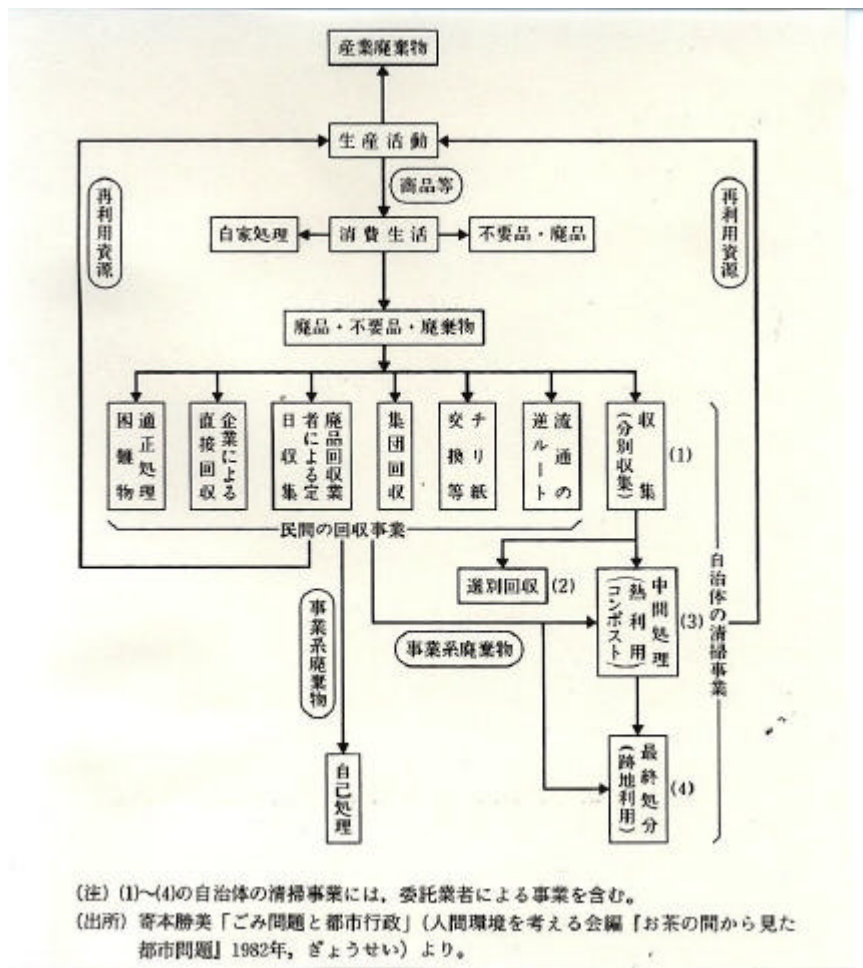 産業廃棄物
生産活動
商品等
再利用資源
再利用資源
自家処理
消費生活
不要品・廃品
廃品・不要品・廃棄物
適正処理
困難物
企業による
直接回収
廃品回収業
者による定
日収集
集団回収
チリ紙
交換等
流通の
逆ルート
収集
(分別収集)
(1)
民間の回収事業
選別回収
(2)
中間処理
(熱利用
コンポスト)
(3)
自治体の清掃事業
事業系廃棄物
事業系廃棄物
自己処理
最終処分
(跡地利用)
(4)
(注) (1)~(4)の自治体の清掃事業には,委託業者による事業を含む。
(出所) 寄本勝美「ごみ問題と都市行政」(人間環境を考える会編『お茶の間から見た
都市問題』1982年,ぎょうせい)より。